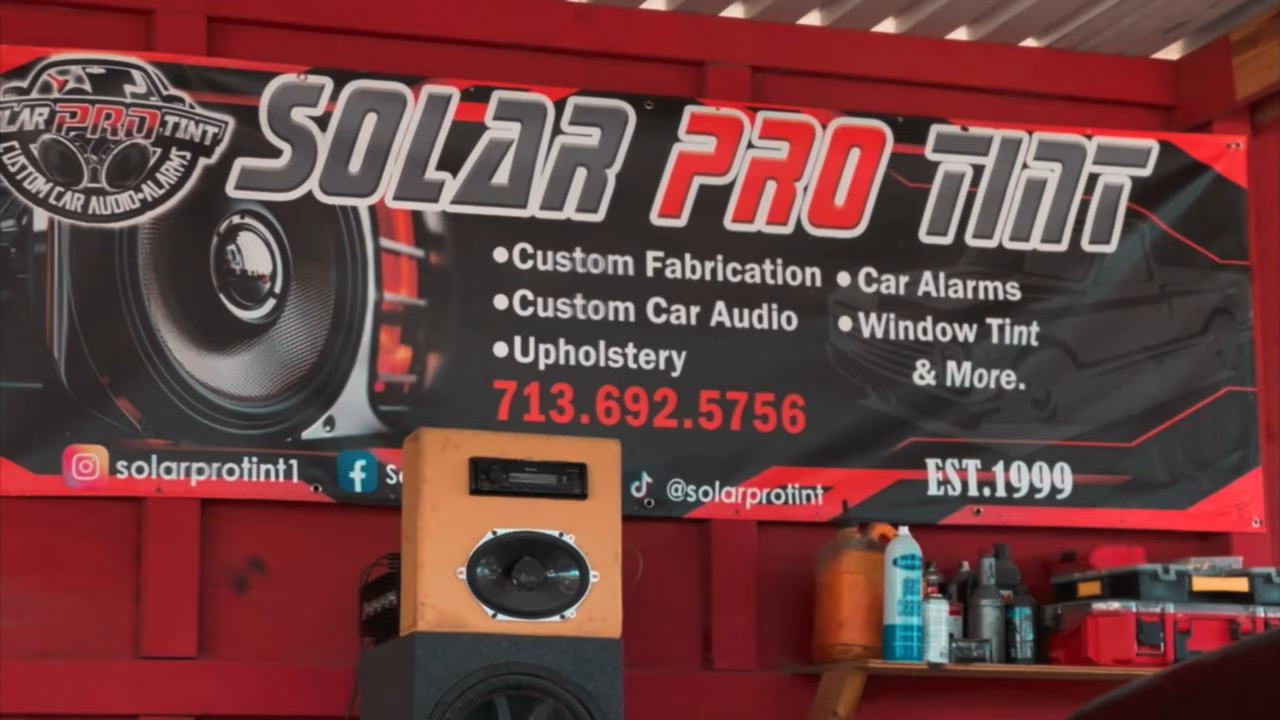 SOLAR PRO TINT
LAR PRO TINT
CUSTOM CAR AUDIO•ALARMS
•Custom Fabrication
•Custom Car Audio
•Upholstery
•Car Alarms
•Window Tint
& More.
713.692.5756
solarprotint1
@solarprotint
EST.1999